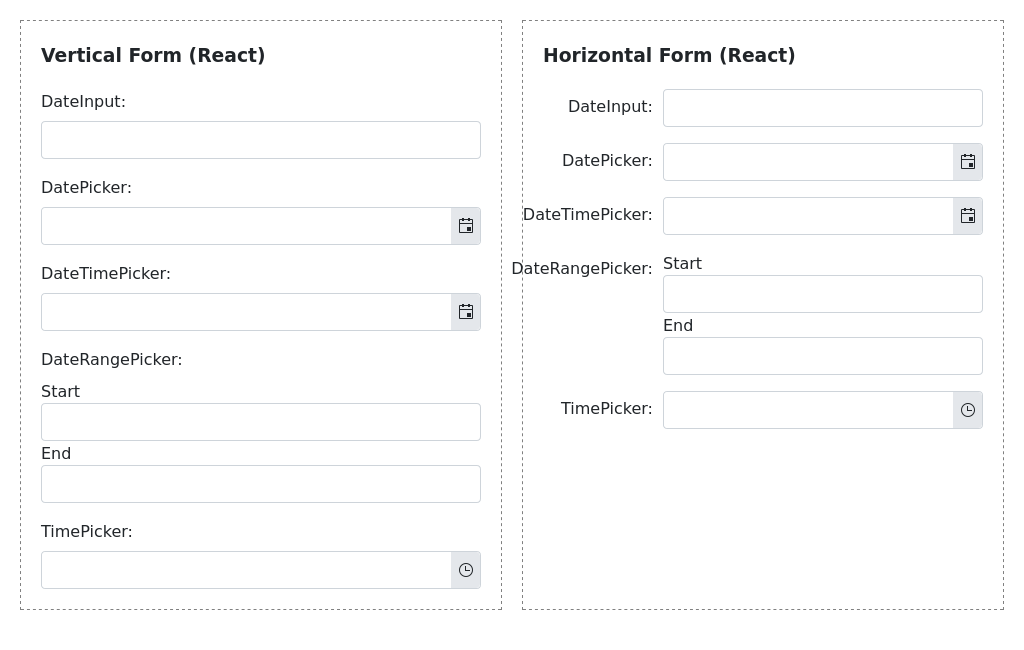 Vertical Form (React)
DateInput:
DatePicker:
DateTimePicker:
DateRangePicker:
Start
End
TimePicker:
Horizontal Form (React)
DateInput:
DatePicker:
DateTimePicker:
DateRangePicker:
Start
End
TimePicker: